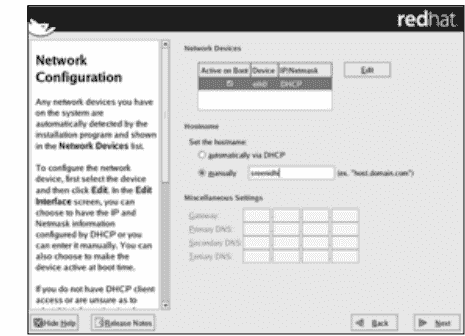 redhat
Network
Configuration
Any network devices you have
on the system are
automatically detected by the
installation program and shown
in the Network Devices list.
To configure the network
device, first select the device
and then click Edit. In the Edit
Interface screen, you can
choose to have the IP and
Netmask information
configured by DHCP or you
can enter it manually. You can
also choose to make the
device active at boot time.
If you do not have DHCP client
access or are unsure as to
Network Devices
Active on Boot Device IP/Netmask
eth0 DHCP
Edit
Hostname
Set the hostname:
automatically via DHCP
manually sreenidhi (ex. "host.domain.com")
Miscellaneous Settings
Gateway:
Primary DNS:
Secondary DNS:
Tertiary DNS:
Hide Help
Release Notes
Back
Next